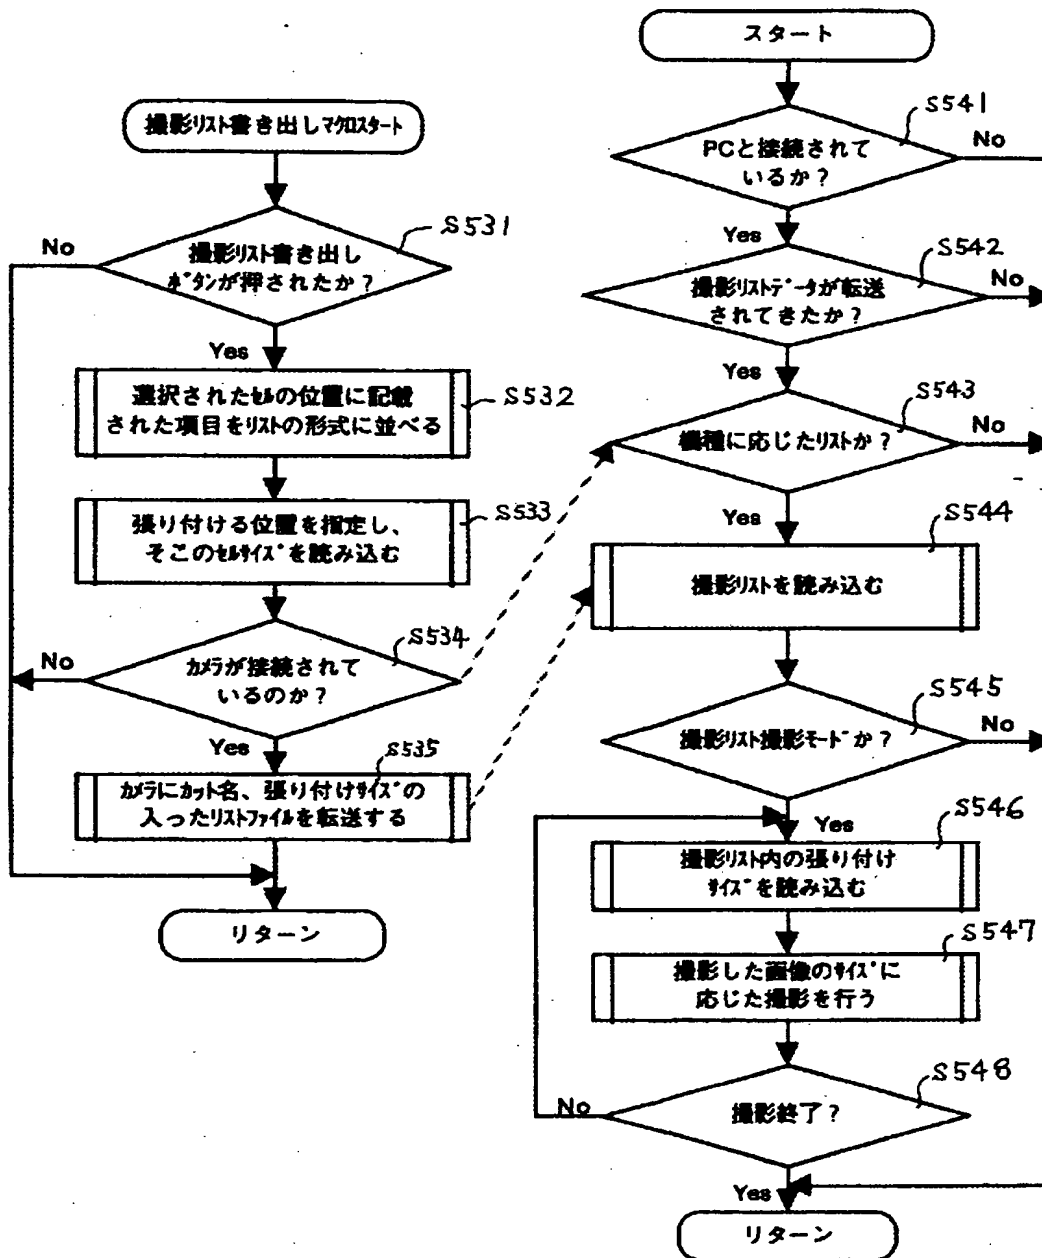 撮影リスト書き出しマクロスタート
No
S531
撮影リスト書き出し
ボタンが押されたか?
Yes
S532
選択されたセルの位置に記載
された項目をリストの形式に並べる
S533
張り付ける位置を指定し、
そこのセルサイズを読み込む
S534
No
カメラが接続されて
いるのか?
Yes
S535
カメラにカット名、張り付けサイズの
入ったリストファイルを転送する
リターン
スタート
S541
No
PCと接続されて
いるか?
Yes
S542
No
撮影リストデータが転送
されてきたか?
Yes
S543
No
機種に応じたリストか?
Yes
S544
撮影リストを読み込む
S545
No
撮影リスト撮影モードか?
Yes
S546
撮影リスト内の張り付け
サイズを読み込む
S547
撮影した画像のサイズに
応じた撮影を行う
S548
No
撮影終了?
Yes
リターン